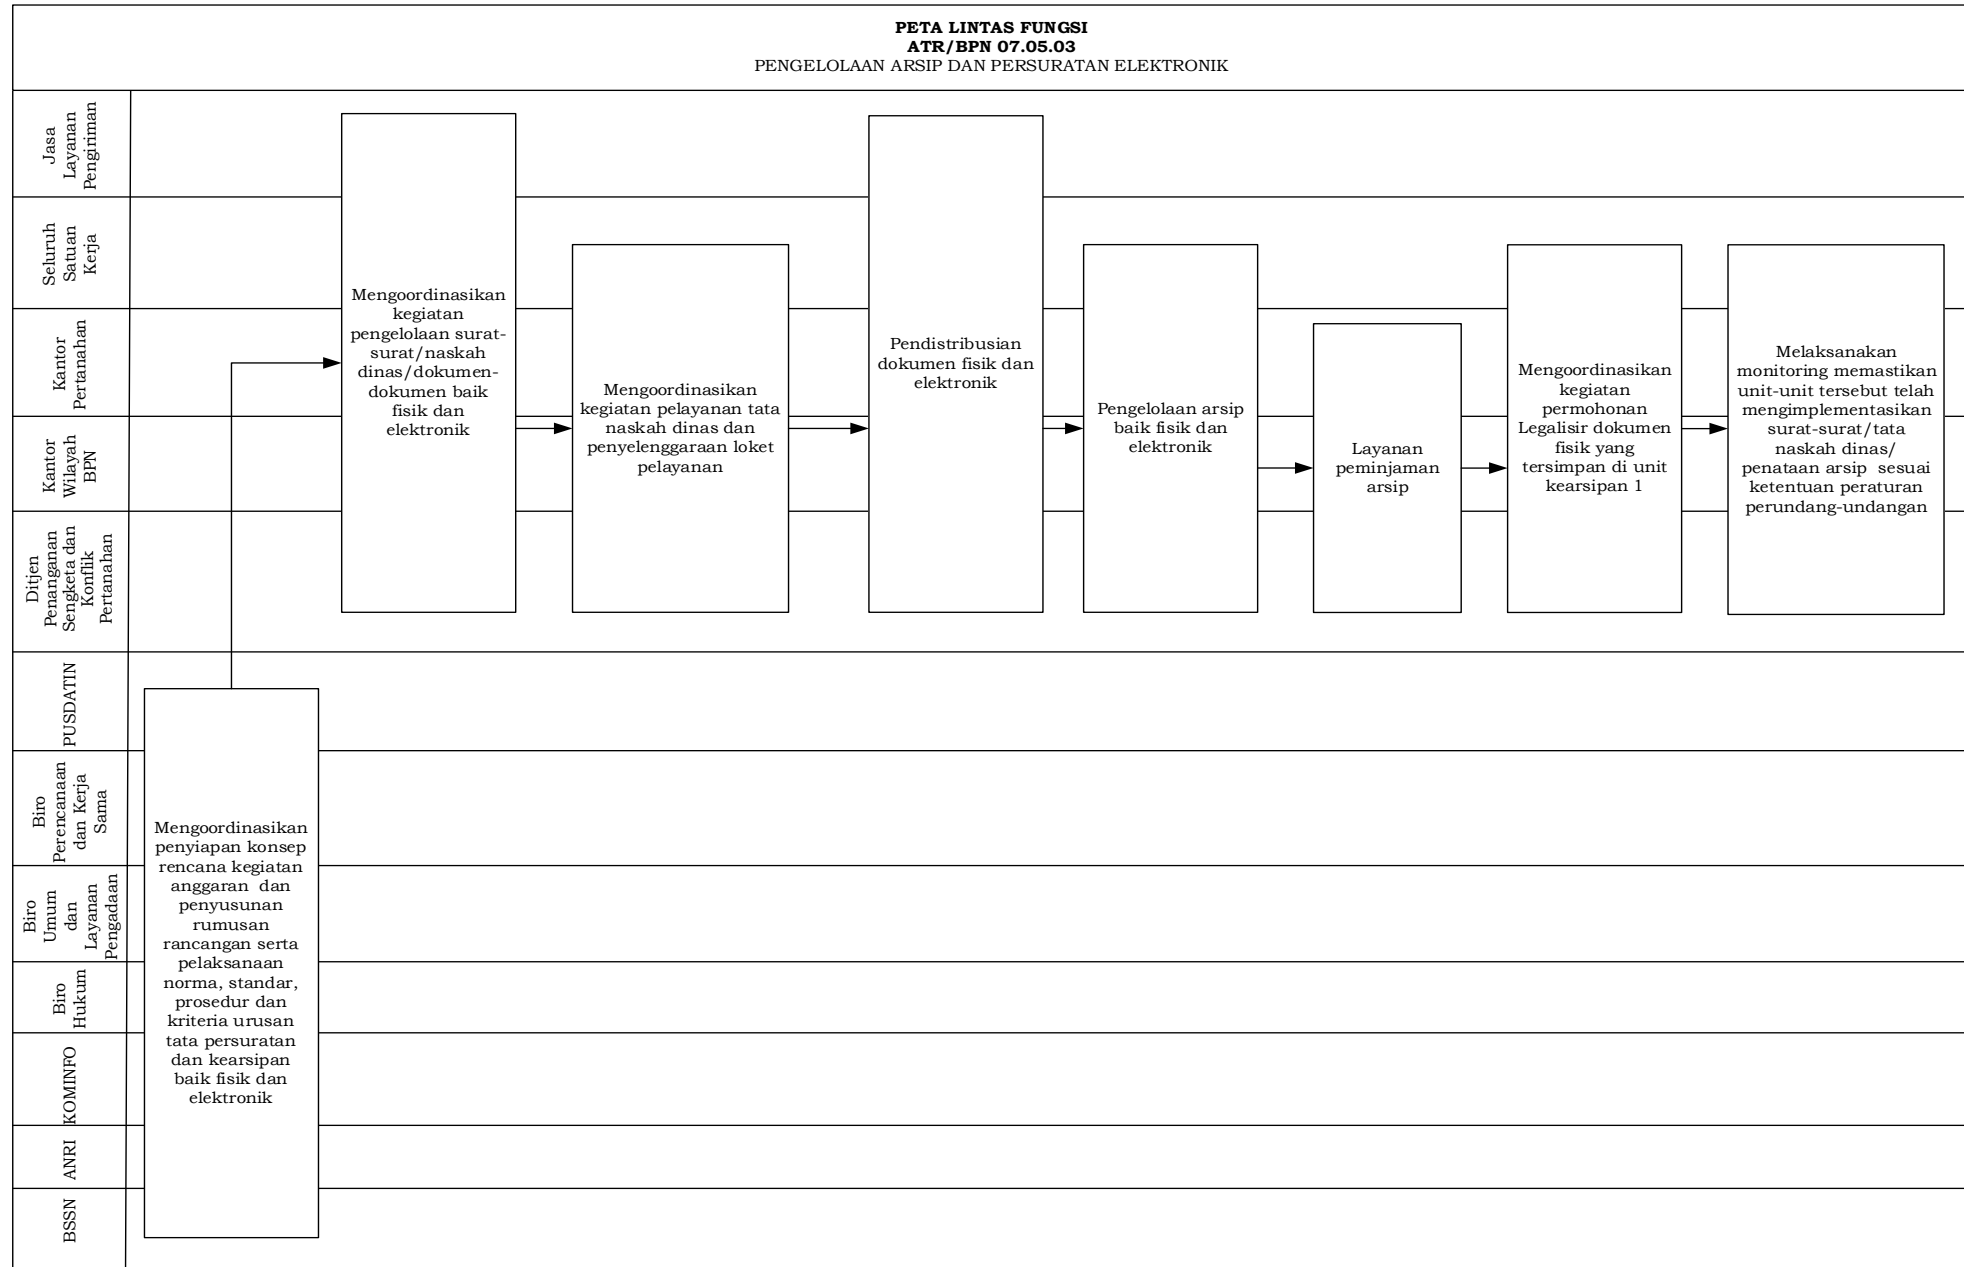 PETA LINTAS FUNGSI
ATR/BPN 07.05.03
PENGELOLAAN ARSIP DAN PERSURATAN ELEKTRONIK
Jasa
Layanan
Pengiriman
Seluruh
Satuan
Kerja
Kantor
Pertanahan
Kantor
Wilayah
BPN
Ditjen
Penanganan
Sengketa dan
Konflik
Pertanahan
PUSDATIN
Biro
Perencanaan
dan Kerja
Sama
Biro
Umum
dan
Layanan
Pengadaan
Biro
Hukum
KOMINFO
ANRI
BSSN
Mengoordinasikan
penyiapan konsep
rencana kegiatan
anggaran dan
penyusunan
rumusan
rancangan serta
pelaksanaan
norma, standar,
prosedur dan
kriteria urusan
tata persuratan
dan kearsipan
baik fisik dan
elektronik
Mengoordinasikan
kegiatan
pengelolaan surat-
surat/naskah
dinas/dokumen-
dokumen baik
fisik dan
elektronik
Mengoordinasikan
kegiatan pelayanan tata
naskah dinas dan
penyelenggaraan loket
pelayanan
Pendistribusian
dokumen fisik dan
elektronik
Pengelolaan arsip
baik fisik dan
elektronik
Layanan
peminjaman
arsip
Mengoordinasikan
kegiatan
permohonan
Legalisir dokumen
fisik yang
tersimpan di unit
kearsipan 1
Melaksanakan
monitoring memastikan
unit-unit tersebut telah
mengimplementasikan
surat-surat/tata
naskah dinas/
penataan arsip sesuai
ketentuan peraturan
perundang-undangan